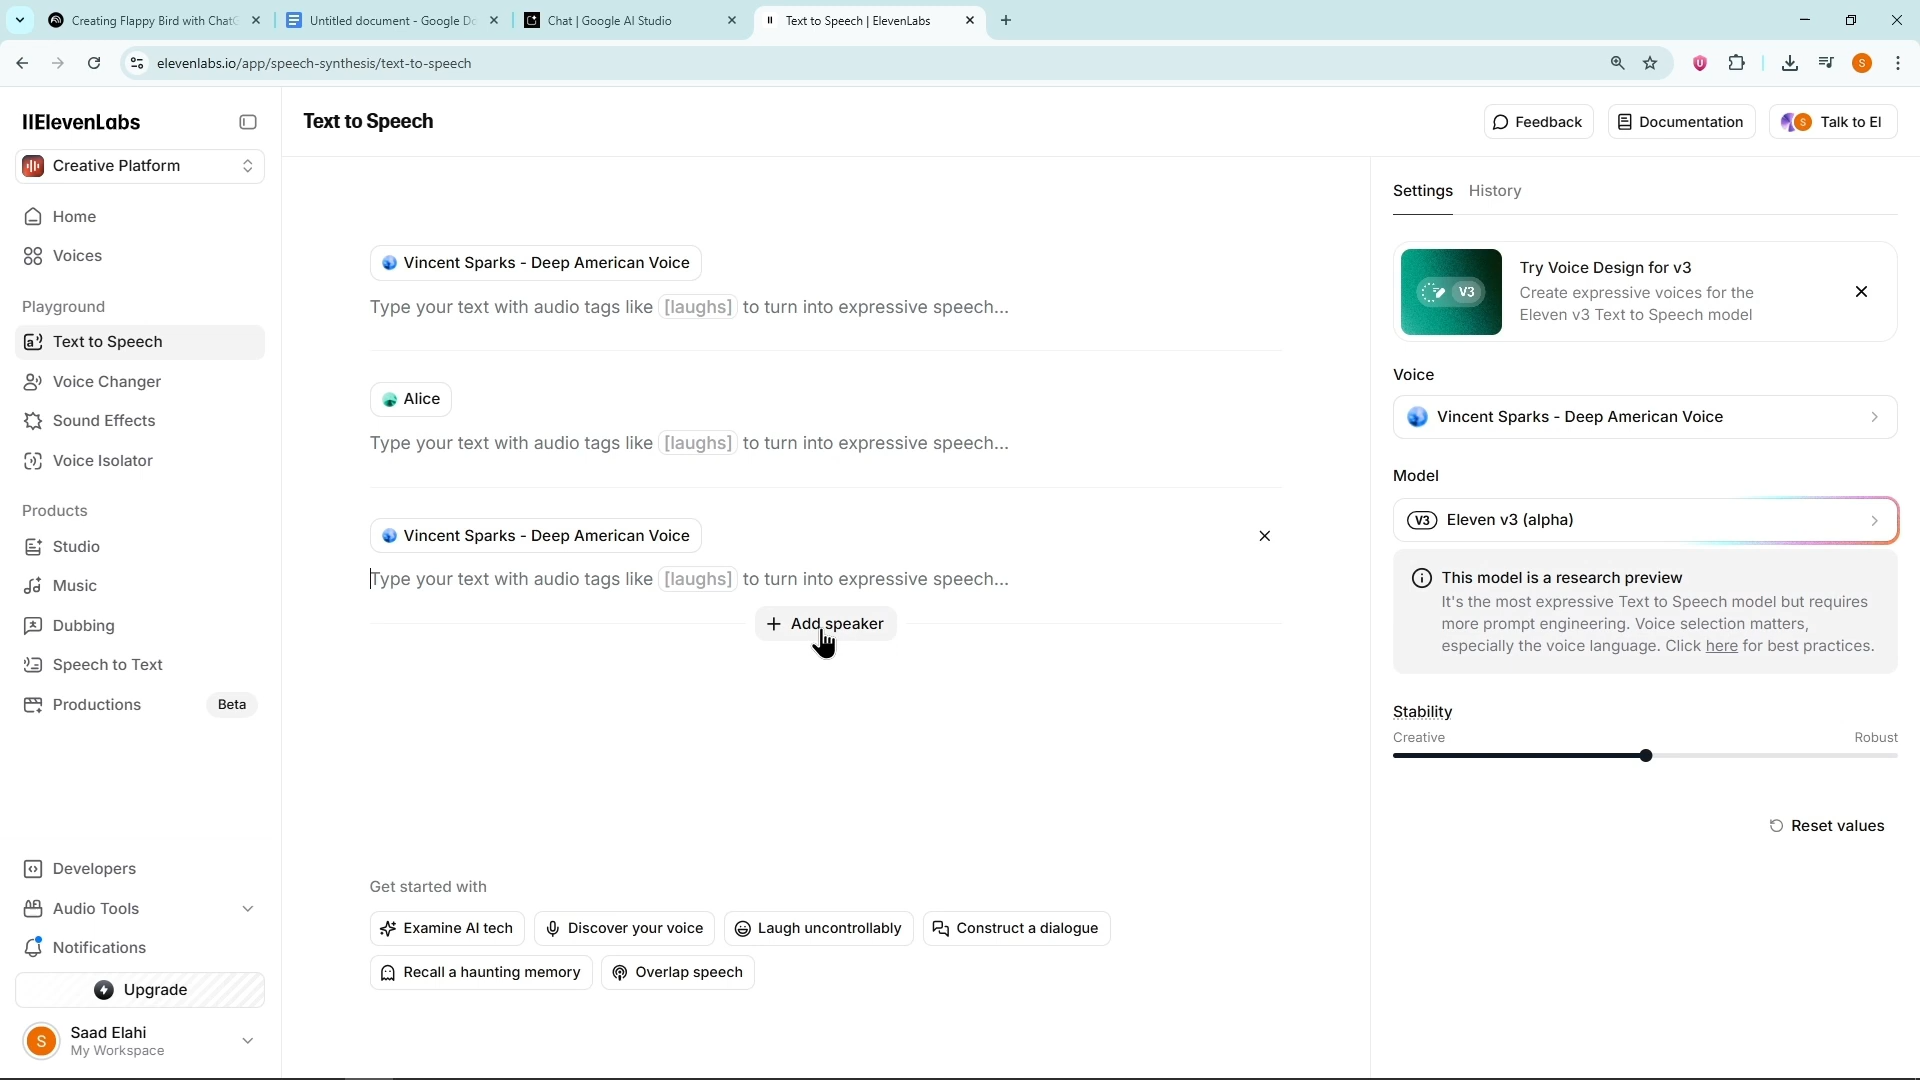 Creating Flappy Bird with Chat
Untitled document - Google Do
Chat | Google AI Studio
Text to Speech | ElevenLabs
elevenlabs.io/app/speech-synthesis/text-to-speech
S
IIElevenLabs
Creative Platform
Home
Voices
Playground
Text to Speech
Voice Changer
Sound Effects
Voice Isolator
Products
Studio
Music
Dubbing
Speech to Text
Productions
Beta
Developers
Audio Tools
Notifications
Upgrade
S
Saad Elahi
My Workspace
Text to Speech
Feedback
Documentation
S
Talk to El
Vincent Sparks - Deep American Voice
Type your text with audio tags like [laughs] to turn into expressive speech...
Alice
Type your text with audio tags like [laughs] to turn into expressive speech...
Vincent Sparks - Deep American Voice
Type your text with audio tags like [laughs] to turn into expressive speech...
+ Add speaker
Get started with
Examine AI tech
Discover your voice
Laugh uncontrollably
Construct a dialogue
Recall a haunting memory
Overlap speech
Settings
History
V3
Try Voice Design for v3
Create expressive voices for the
Eleven v3 Text to Speech model
Voice
Vincent Sparks - Deep American Voice
Model
V3
Eleven v3 (alpha)
This model is a research preview
It's the most expressive Text to Speech model but requires
more prompt engineering. Voice selection matters,
especially the voice language. Click here for best practices.
Stability
Creative
Robust
Reset values